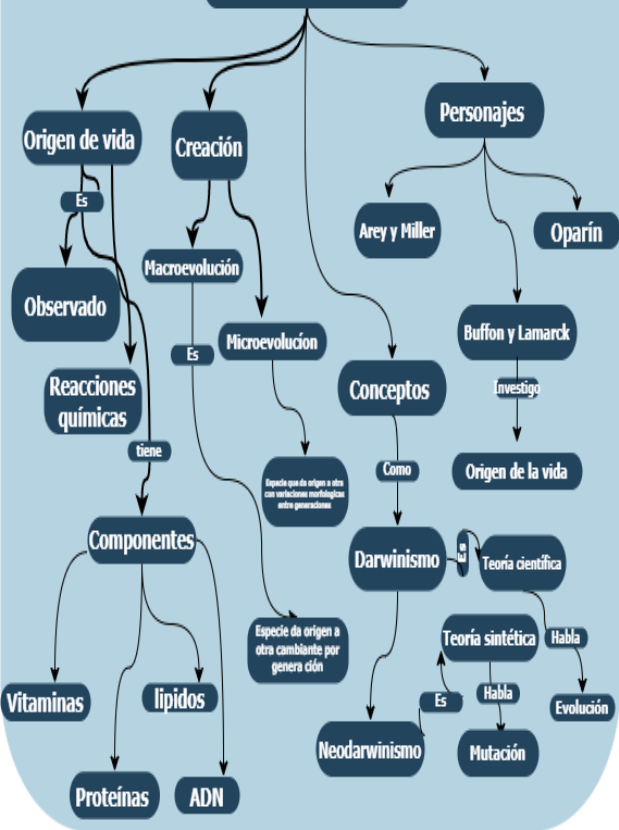 Personajes
Origen de vida
Creación
Es
Arey y Miller
Oparín
Macroevolución
Observado
Buffon y Lamarck
Microevolucíon
Es
Reacciones
químicas
Conceptos
Investigo
tiene
Como
Origen de la vida
Especie que da origen a otra
con variaciones morfologicas
entre generaciones
Componentes
Darwinismo
Es
Teoría científica
Especie da origen a
otra cambiante por
genera ción
Teoría sintética
Habla
Vitaminas
lipidos
Es
Habla
Evolución
Neodarwinismo
Mutación
Proteínas
ADN